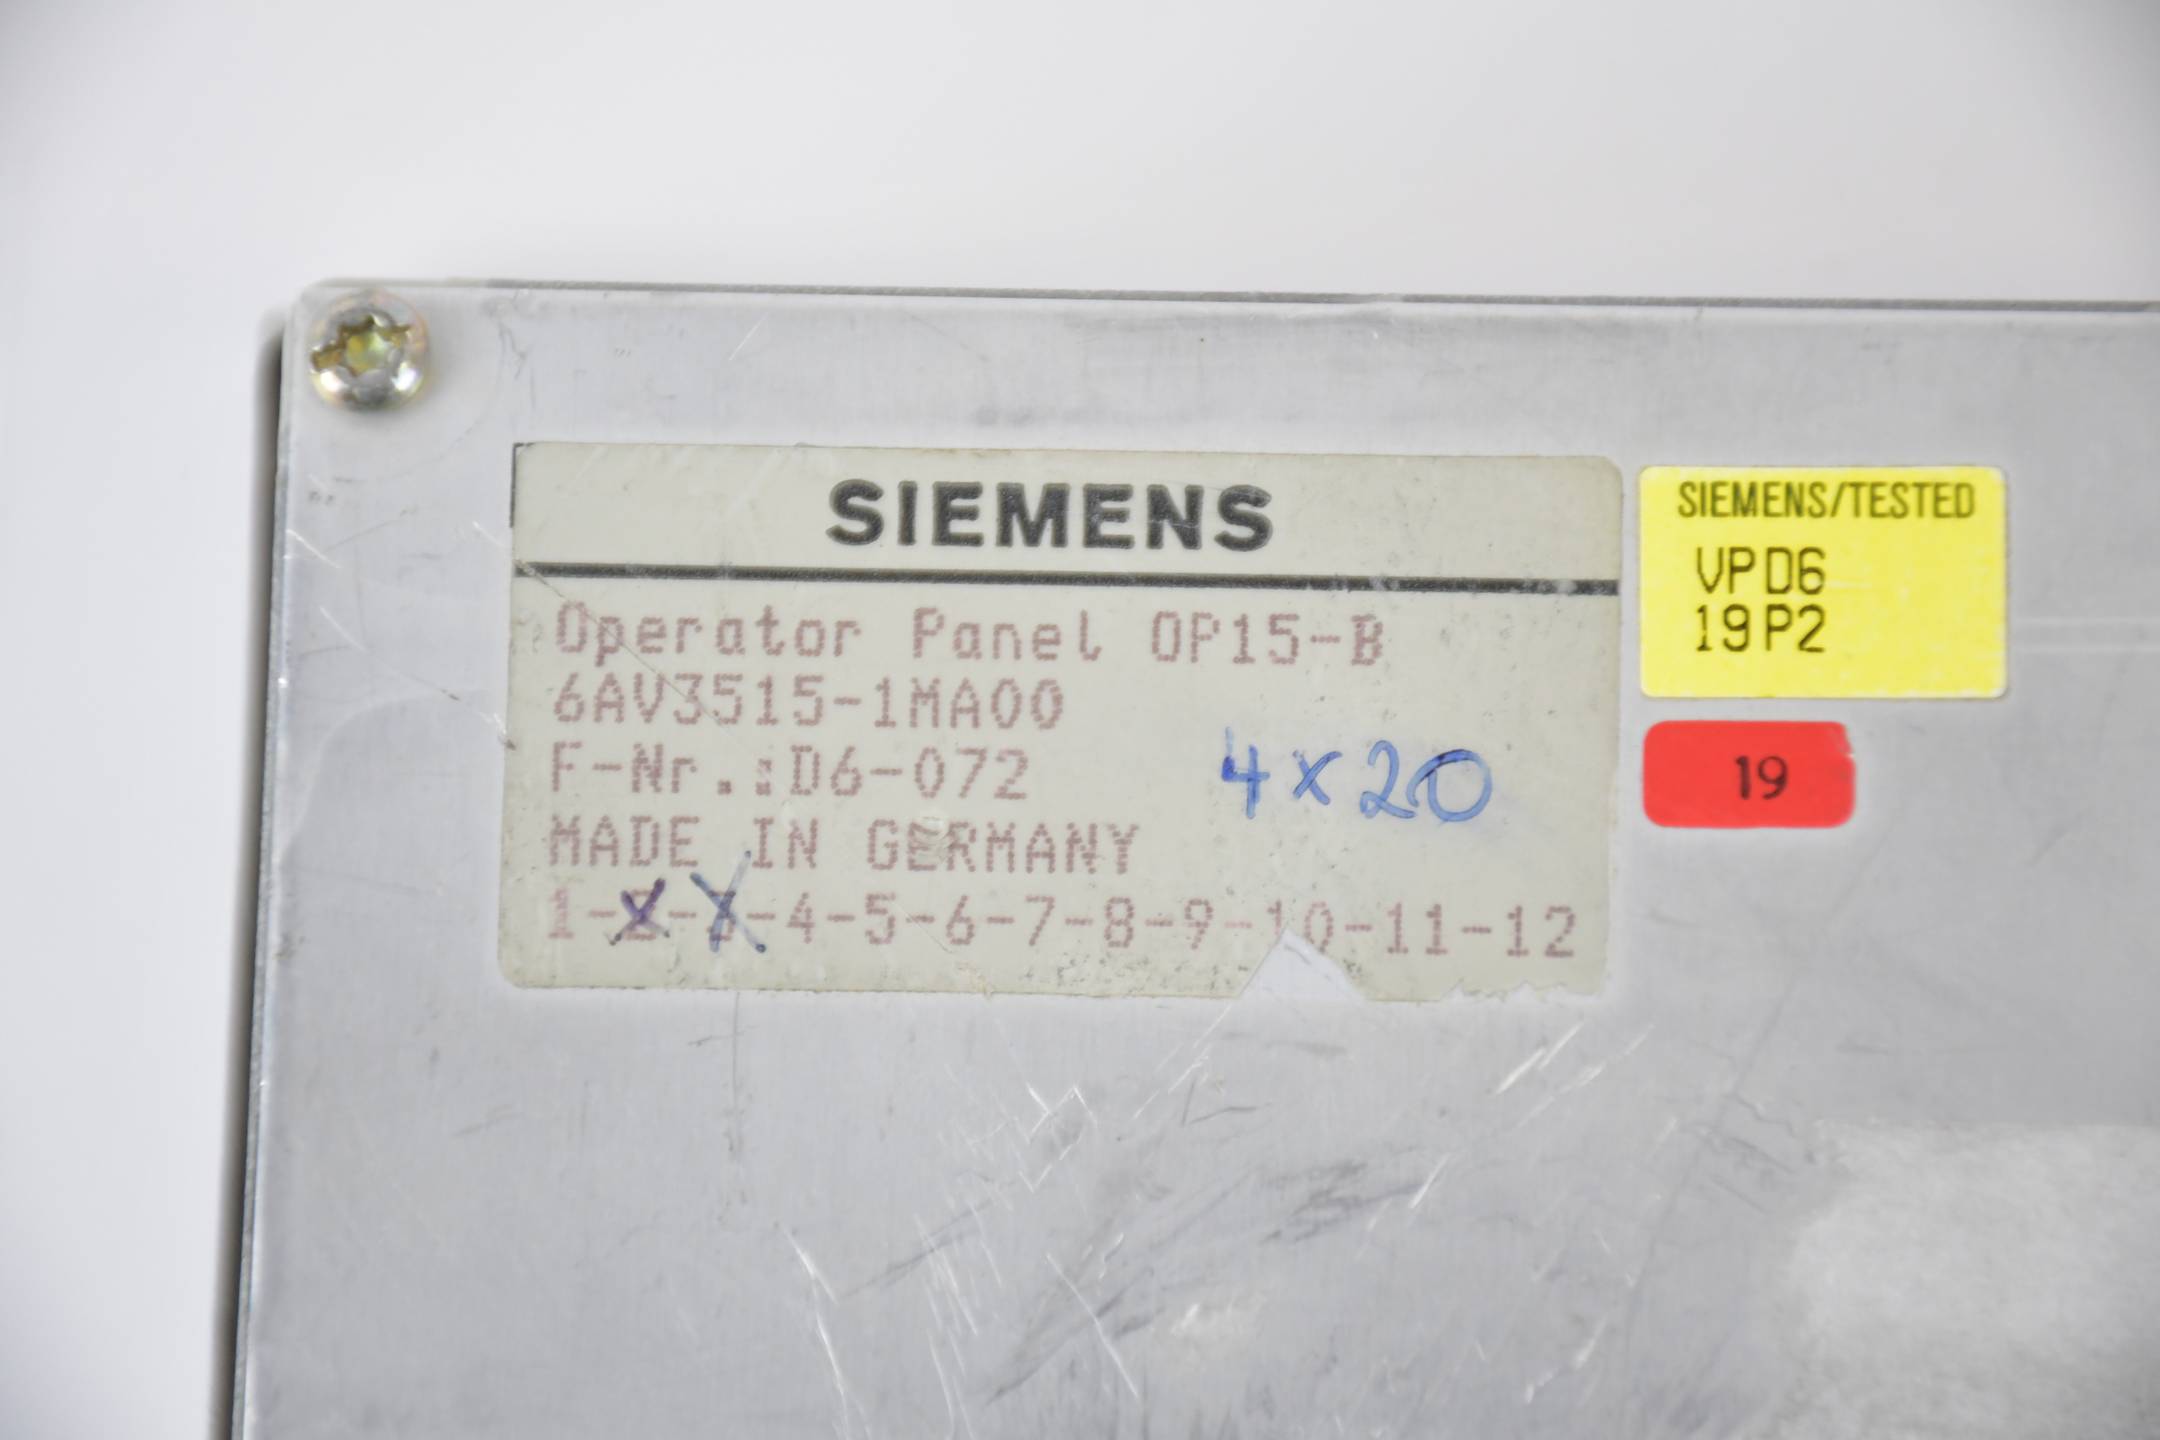 SIEMENS
Operator Panel OP15-B
6AV3515-1MA00
F-Nr.:D6-072
4x20
MADE IN GERMANY
1-2-3-4-5-6-7-8-9-10-11-12
SIEMENS/TESTED
VPD6
19P2
19